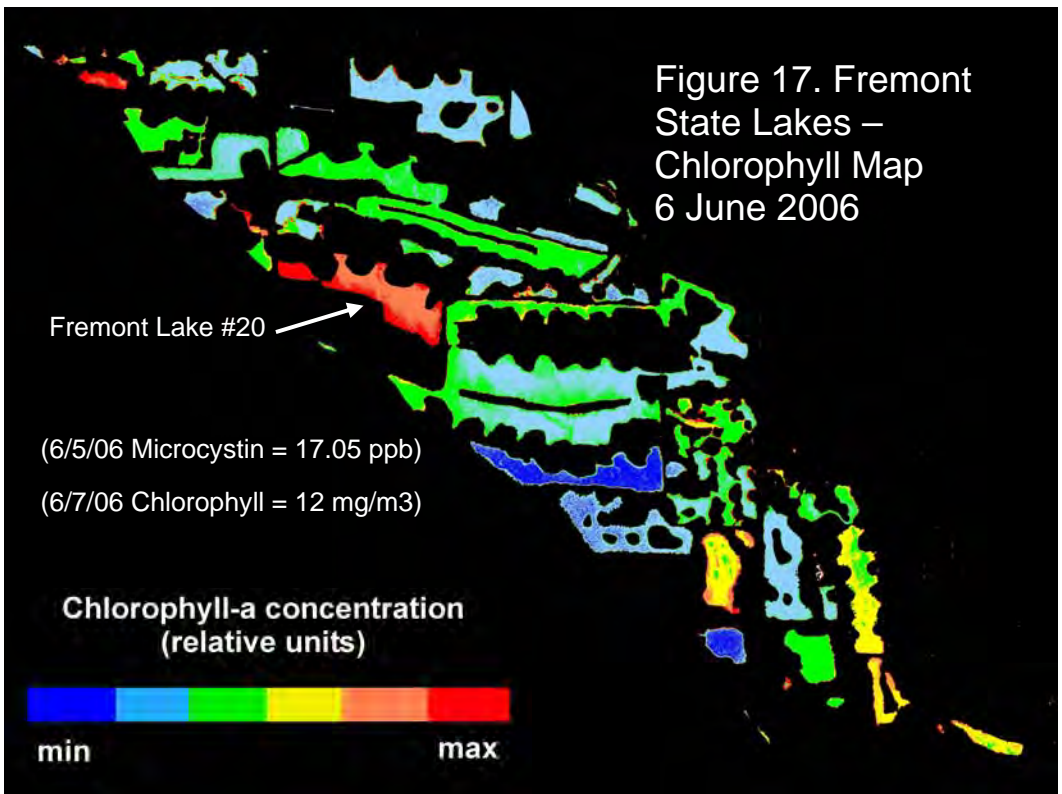 Figure 17. Fremont
State Lakes –
Chlorophyll Map
6 June 2006
Fremont Lake #20
(6/5/06 Microcystin = 17.05 ppb)
(6/7/06 Chlorophyll = 12 mg/m3)
Chlorophyll-a concentration
(relative units)
min
max